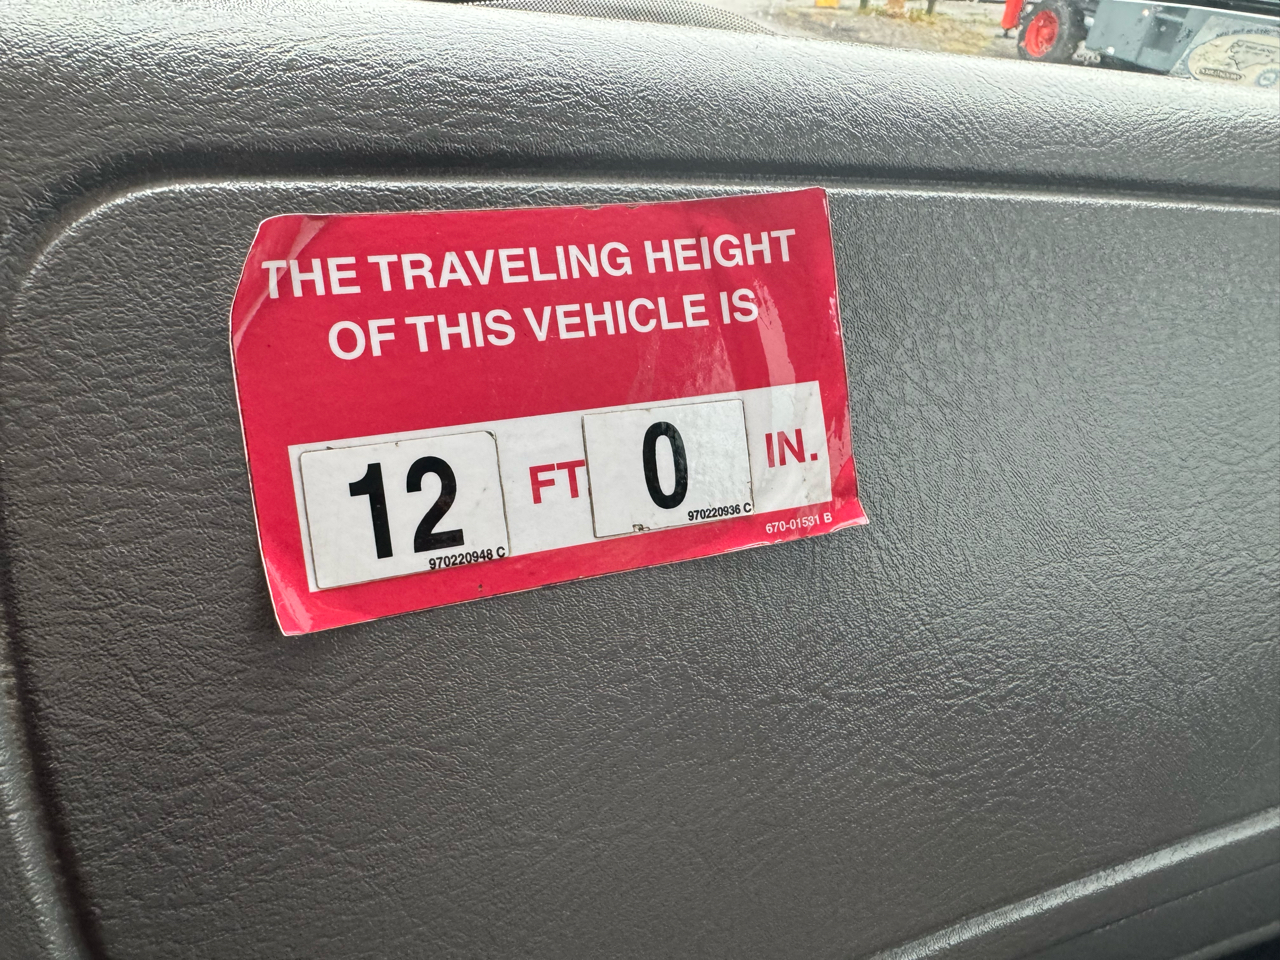 THE TRAVELING HEIGHT
OF THIS VEHICLE IS
12 FT 0 IN.
970220948 C
970220936 C
670-01531 B